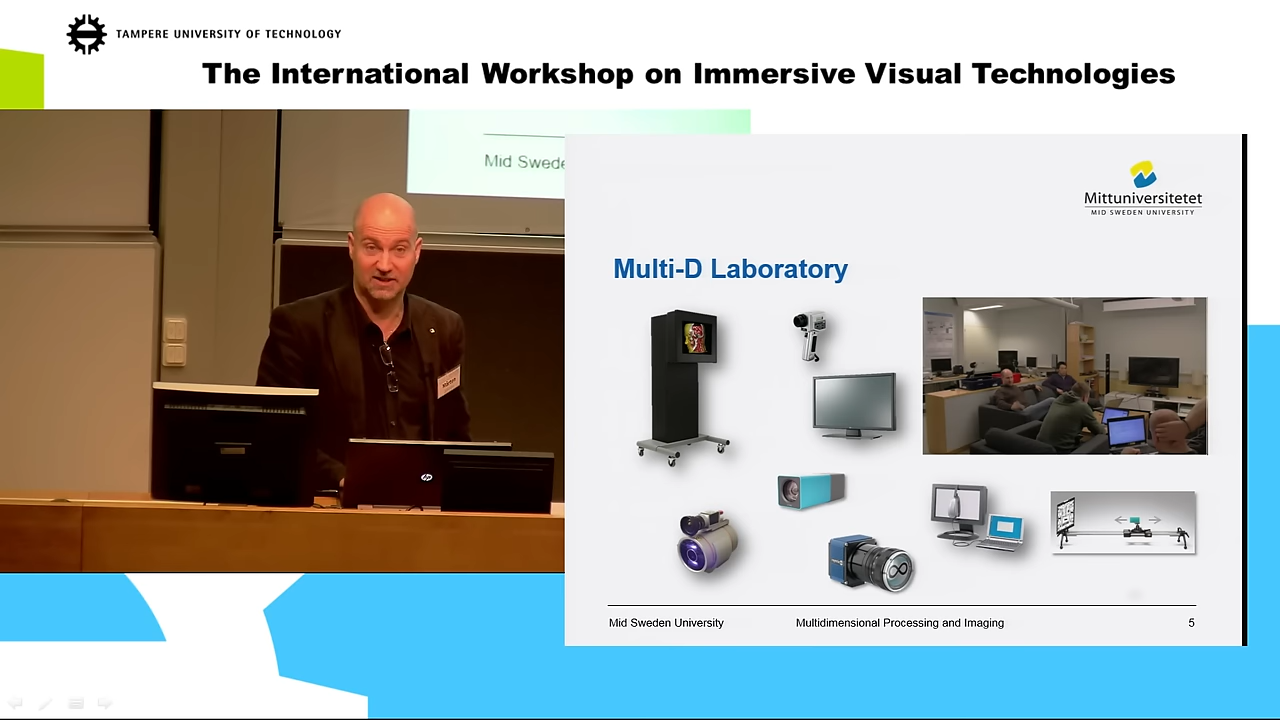 TAMPERE UNIVERSITY OF TECHNOLOGY
The International Workshop on Immersive Visual Technologies
Mid Swede
Mittuniversitetet
MID SWEDEN UNIVERSITY
Multi-D Laboratory
hp
Mid Sweden University
Multidimensional Processing and Imaging
5